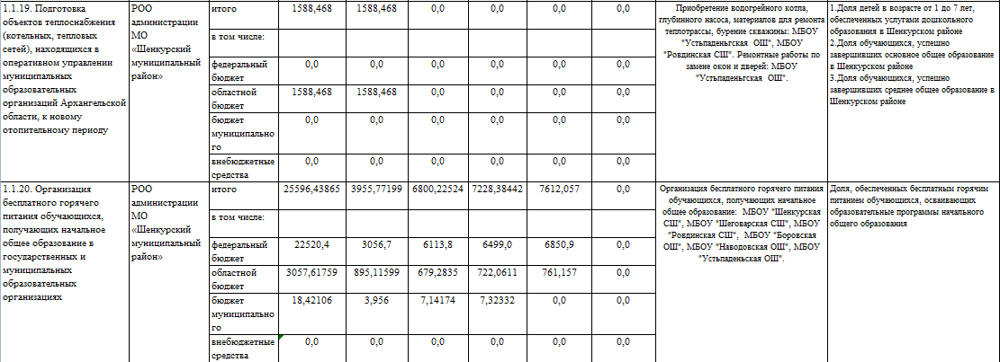 1.1.19. Подготовка
объектов теплоснабжения
(котельных, тепловых
сетей), находящихся в
оперативном управлении
муниципальных
образовательных
организаций Архангельской
области, к новому
отопительному периоду
РОО
администрации
МО
«Шенкурский
муниципальный
район»
итого 1588,468 1588,468 0,0 0,0 0,0 0,0
в том числе:
федеральный
бюджет 0,0 0,0 0,0 0,0 0,0 0,0
областной
бюджет 1588,468 1588,468 0,0 0,0 0,0 0,0
бюджет
муниципально
го 0,0 0,0 0,0 0,0 0,0 0,0
внебюджетные
средства 0,0 0,0 0,0 0,0 0,0 0,0
Приобретение водогрейного котла,
глубинного насоса, материалов для ремонта
теплотрассы, бурение скважины: МБОУ
"Устьпаденьгская ОШ", МБОУ
"Ровдинская СШ". Ремонтные работы по
замене окон и дверей: МБОУ
"Устьпаденьгская ОШ".
1.Доля детей в возрасте от 1 до 7 лет,
обеспеченных услугами дошкольного
образования в Шенкурском районе
2.Доля обучающихся, успешно
завершивших основное общее образование
в Шенкурском районе
3.Доля обучающихся, успешно
завершивших среднее общее образование в
Шенкурском районе
1.1.20. Организация
бесплатного горячего
питания обучающихся,
получающих начальное
общее образование в
государственных и
муниципальных
образовательных
организациях
РОО
администрации
МО
«Шенкурский
муниципальный
район»
итого 25596,43865 3955,77199 6800,22524 7228,38442 7612,057 0,0
в том числе:
федеральный
бюджет 22520,4 3056,7 6113,8 6499,0 6850,9 0,0
областной
бюджет 3057,61759 895,11599 679,2835 722,0611 761,157 0,0
бюджет
муниципально
го 18,42106 3,956 7,14174 7,32332 0,0 0,0
внебюджетные
средства 0,0 0,0 0,0 0,0 0,0 0,0
Организация бесплатного горячего питания
обучающихся, получающих начальное
общее образование: МБОУ "Шенкурская
СШ", МБОУ "Шеговарская СШ", МБОУ
"Ровдинская СШ", МБОУ "Боровская
ОШ", МБОУ "Наводовская ОШ", МБОУ
"Устьпаденьская ОШ".
Доля, обеспеченных бесплатным горячим
питанием обучающихся, осваивающих
образовательные программы начального
общего образования